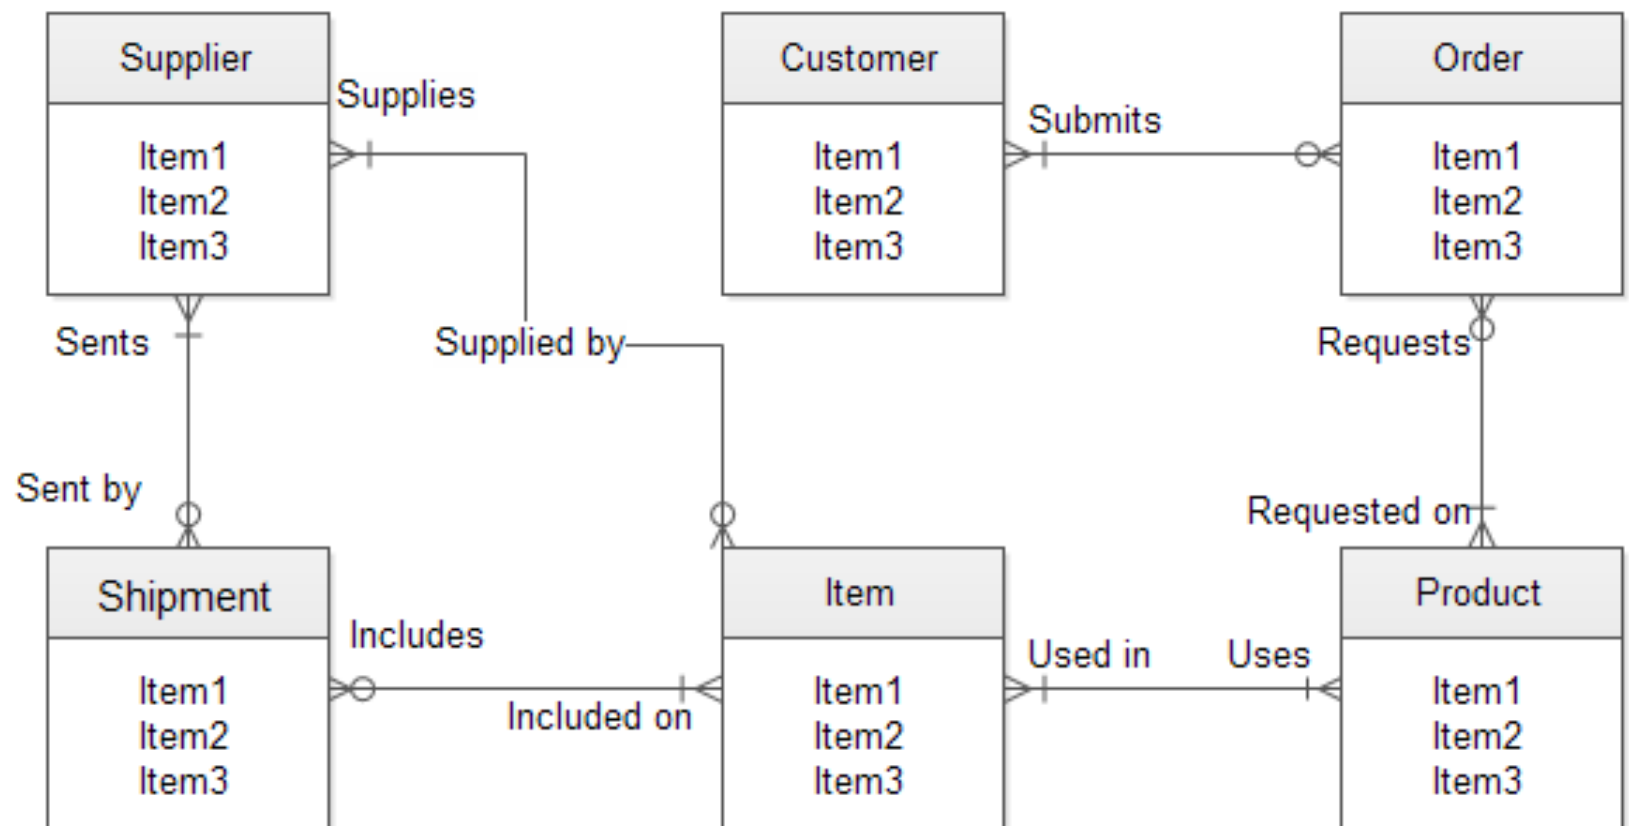 Supplier
Item1
Item2
Item3
Supplies
Customer
Item1
Item2
Item3
Submits
Order
Item1
Item2
Item3
Sents
Supplied by
Requests
Sent by
Requested on
Shipment
Item1
Item2
Item3
Includes
Included on
Item
Item1
Item2
Item3
Used in
Uses
Product
Item1
Item2
Item3